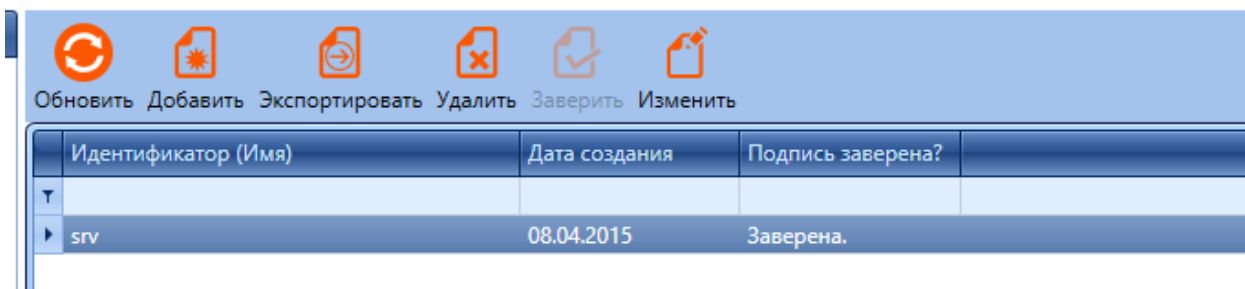 Обновить Добавить Экспортировать Удалить Заверить Изменить
Идентификатор (Имя) Дата создания Подпись заверена?
srv 08.04.2015 Заверена.